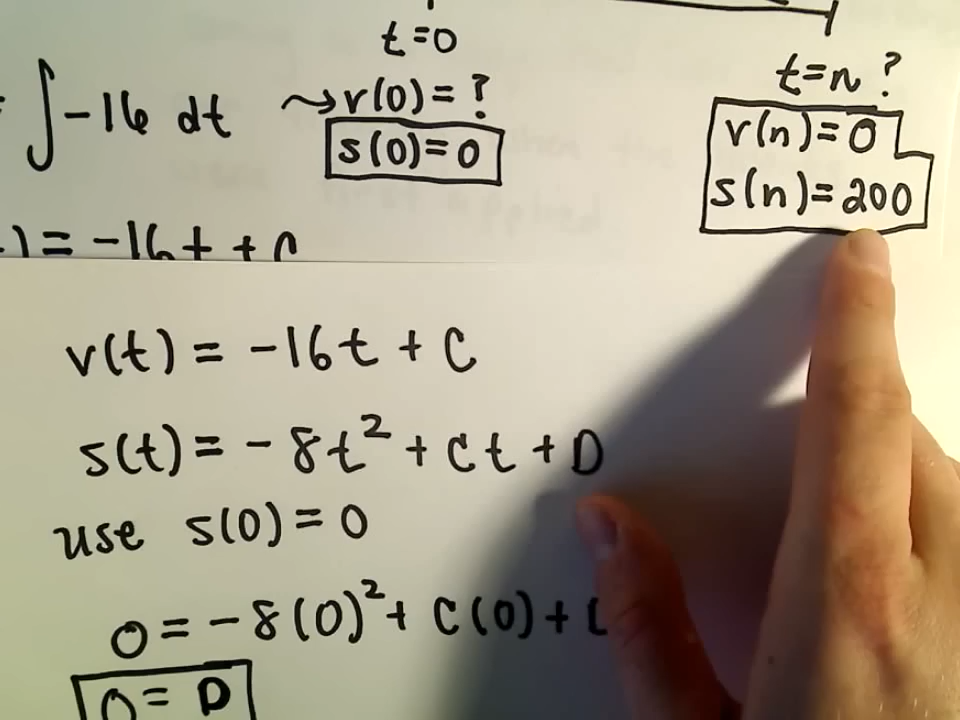 t=0
t=n ?
∫-16 dt
v(0) = ?
s(0)=0
v(n)=0
s(n)=200
) = -16t +
v(t) = -16t + C
s(t) = -8t² + Ct + D
use s(0) = 0
0 = -8(0)² + C(0) +
0 = D